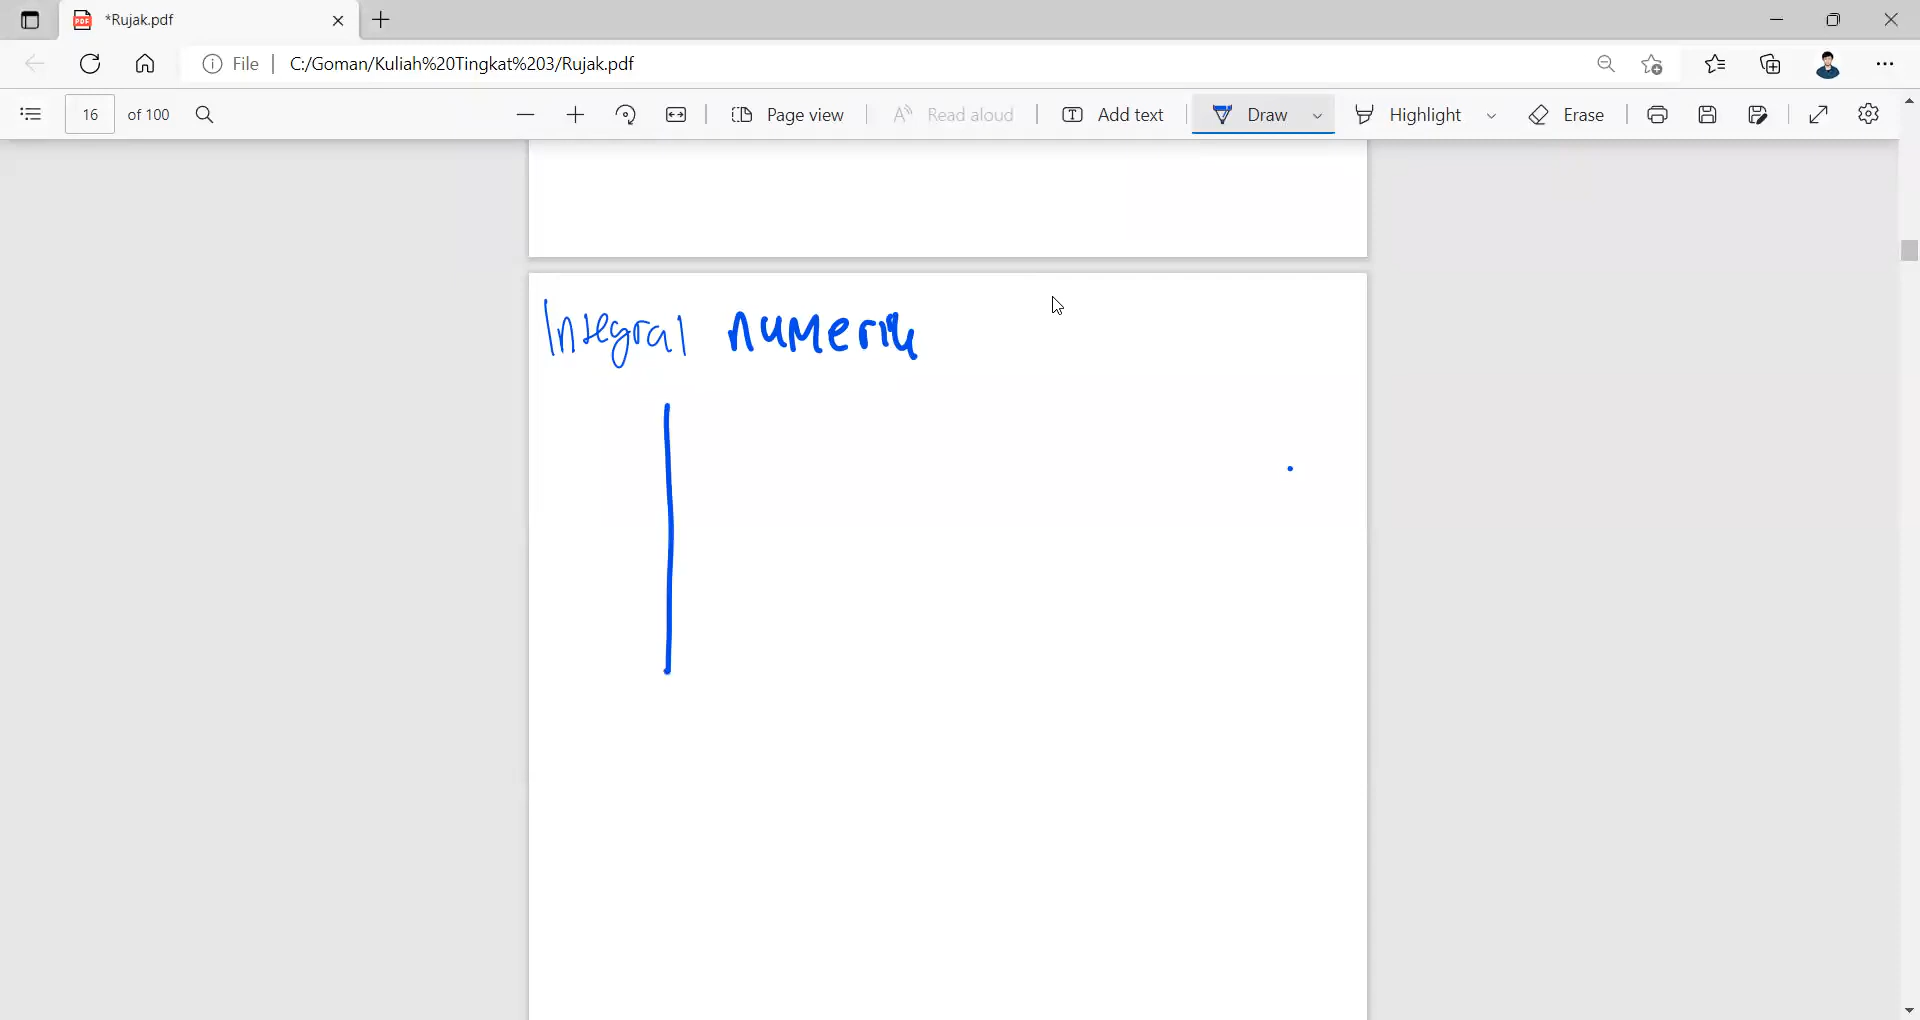 *Rujak.pdf
File C:/Goman/Kuliah%20Tingkat%203/Rujak.pdf
16 of 100 Page view Read aloud Add text Draw Highlight Erase
Integral numerik